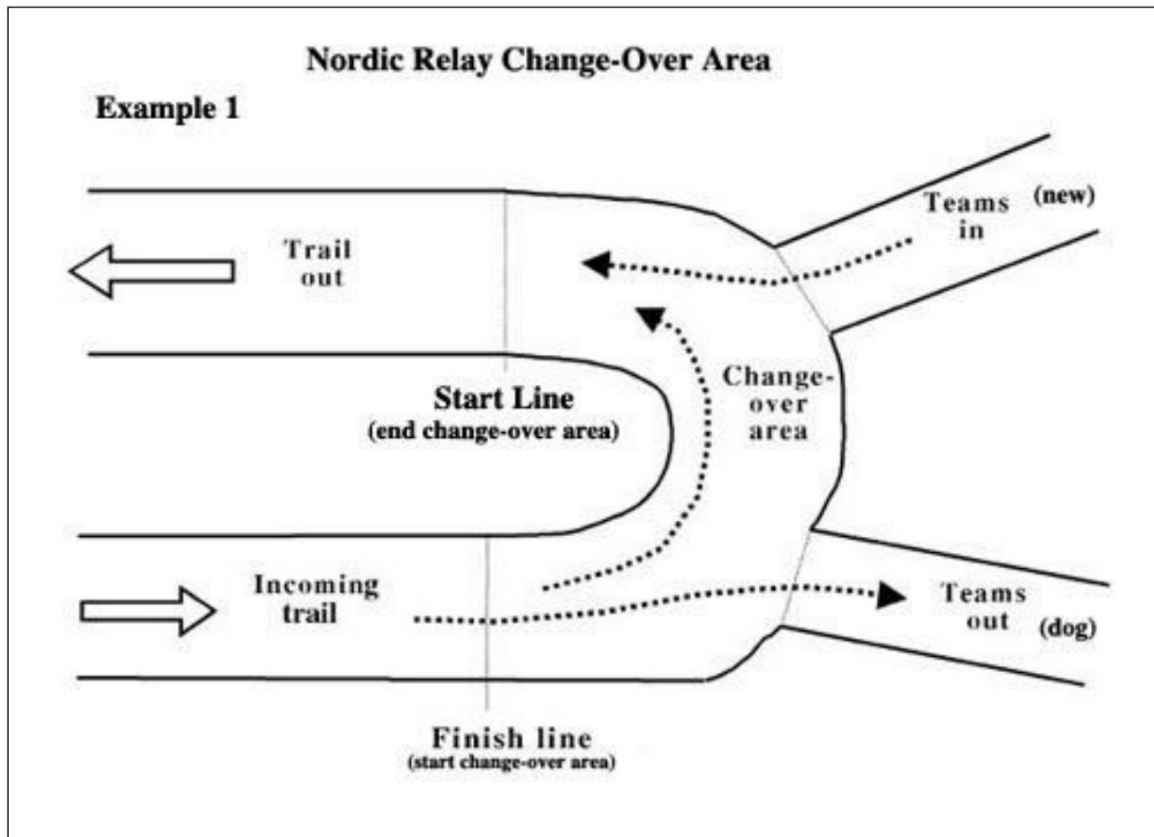 Nordic Relay Change-Over Area
Example 1
Teams (new)
in
Trail
out
Change-
over
area
Start Line
(end change-over area)
Incoming
trail
Teams
out (dog)
Finish line
(start change-over area)